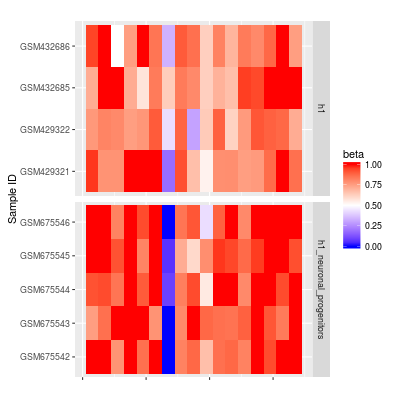 GSM432686
GSM432685
GSM429322
GSM429321
h1
GSM675546
GSM675545
GSM675544
GSM675543
GSM675542
h1_neuronal_progenitors
Sample ID
beta
1.00
0.75
0.50
0.25
0.00